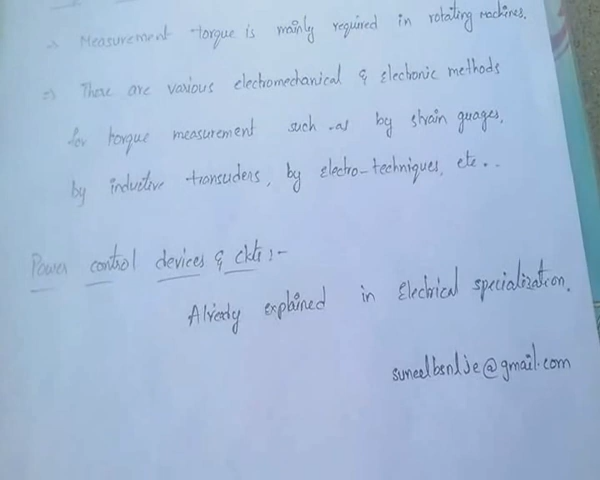 → Measurement torque is mainly required in rotating machines.
⇒ There are various electromechanical & electronic methods
for torque measurement such as by strain guages,
by inductive transuders, by electro-techniques, etc..
Power control devices & ckts :-
Already explained in Electrical specialization.
suneelbsnlje@gmail.com